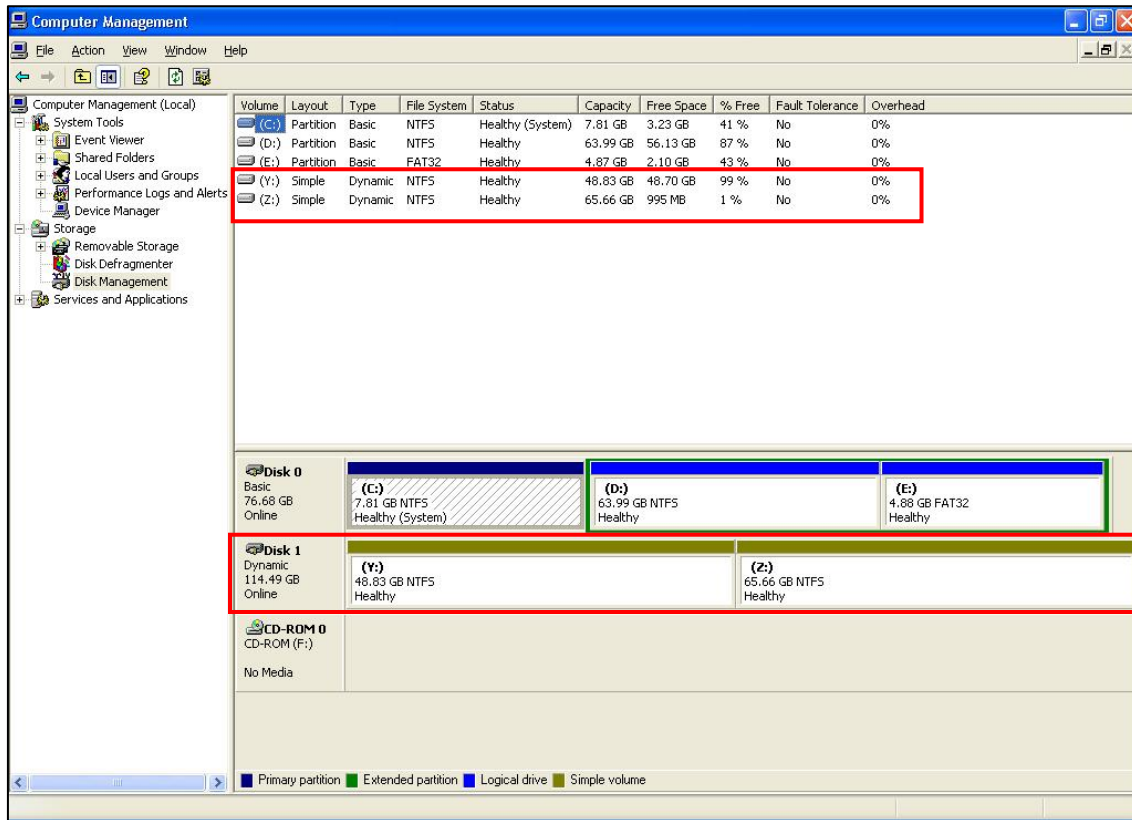 Computer Management
File Action View Window Help
Computer Management (Local)
System Tools
Event Viewer
Shared Folders
Local Users and Groups
Performance Logs and Alerts
Device Manager
Storage
Removable Storage
Disk Defragmenter
Disk Management
Services and Applications
Volume Layout Type File System Status Capacity Free Space % Free Fault Tolerance Overhead
(C:) Partition Basic NTFS Healthy (System) 7.81 GB 3.23 GB 41 % No 0%
(D:) Partition Basic NTFS Healthy 63.99 GB 56.13 GB 87 % No 0%
(E:) Partition Basic FAT32 Healthy 4.87 GB 2.10 GB 43 % No 0%
(Y:) Simple Dynamic NTFS Healthy 48.83 GB 48.70 GB 99 % No 0%
(Z:) Simple Dynamic NTFS Healthy 65.66 GB 995 MB 1 % No 0%
Disk 0
Basic
76.68 GB
Online
(C:)
7.81 GB NTFS
Healthy (System)
(D:)
63.99 GB NTFS
Healthy
(E:)
4.88 GB FAT32
Healthy
Disk 1
Dynamic
114.49 GB
Online
(Y:)
48.83 GB NTFS
Healthy
(Z:)
65.66 GB NTFS
Healthy
CD-ROM 0
CD-ROM (F:)
No Media
Primary partition Extended partition Logical drive Simple volume